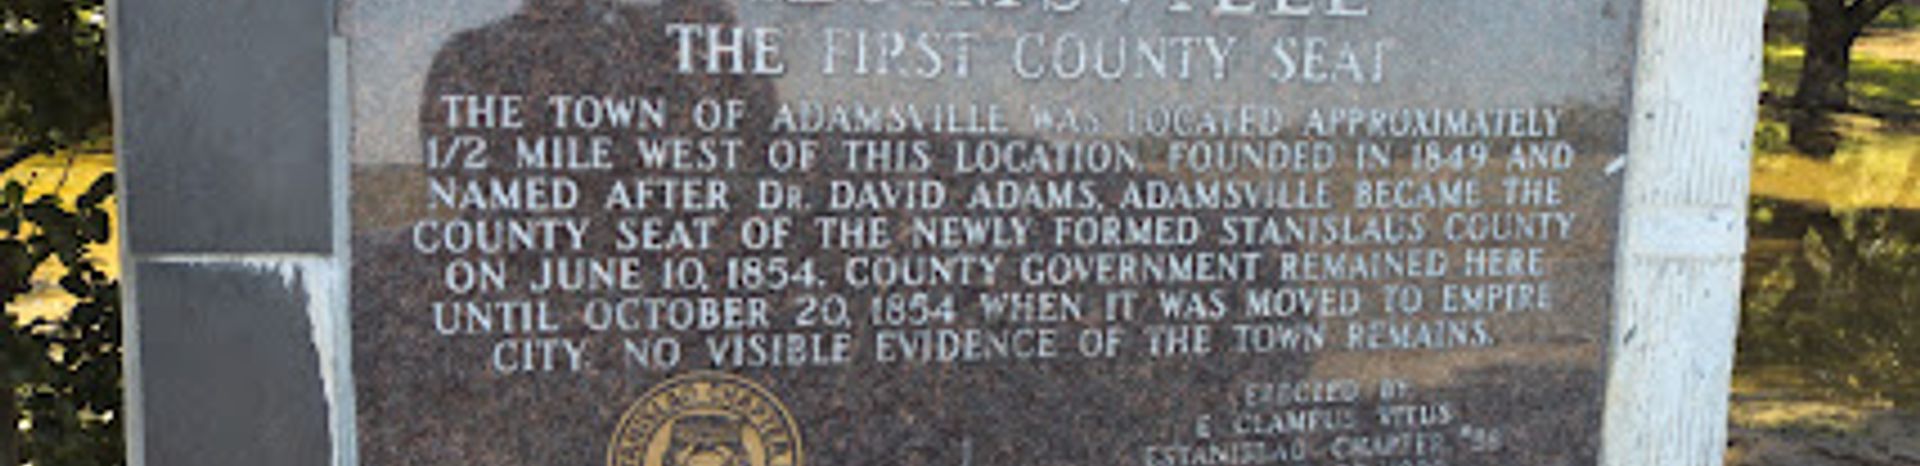 ADAMSVILLE
THE FIRST COUNTY SEAT
THE TOWN OF ADAMSVILLE WAS LOCATED APPROXIMATELY
1/2 MILE WEST OF THIS LOCATION. FOUNDED IN 1849 AND
NAMED AFTER DR. DAVID ADAMS, ADAMSVILLE BECAME THE
COUNTY SEAT OF THE NEWLY FORMED STANISLAUS COUNTY
ON JUNE 10, 1854. COUNTY GOVERNMENT REMAINED HERE
UNTIL OCTOBER 20, 1854 WHEN IT WAS MOVED TO EMPIRE
CITY. NO VISIBLE EVIDENCE OF THE TOWN REMAINS.
ERECTED BY
E CLAMPUS VITUS
ESTANISLAO CHAPTER